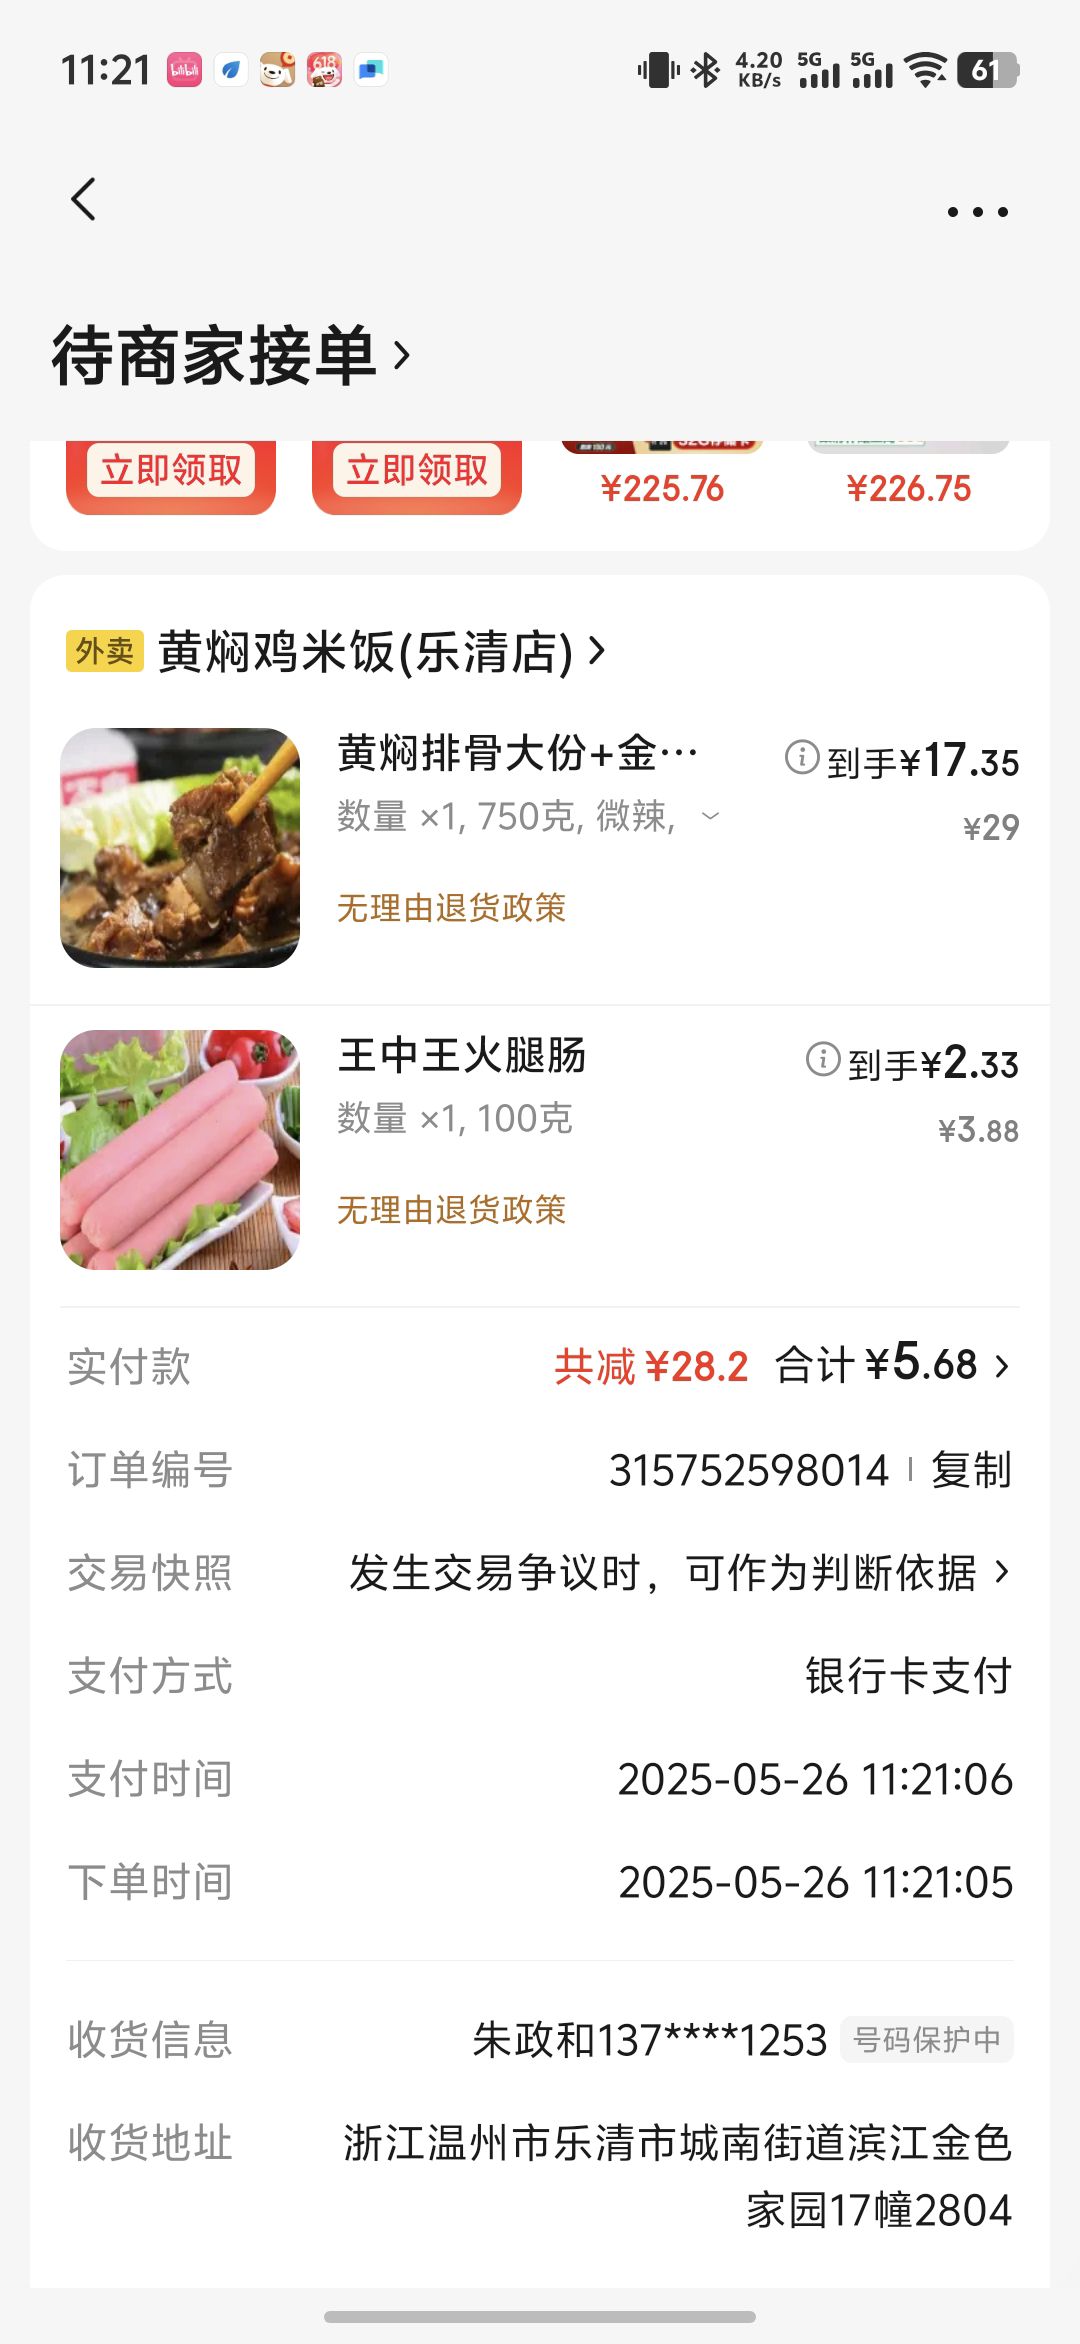 11:21
bilibili
618
4.20
KB/s
5G
5G
61
待商家接单
立即领取
立即领取
¥225.76
¥226.75
外卖 黄焖鸡米饭(乐清店)
黄焖排骨大份+金…
到手¥17.35
数量 ×1, 750克, 微辣,
¥29
无理由退货政策
王中王火腿肠
到手¥2.33
数量 ×1, 100克
¥3.88
无理由退货政策
实付款 共减 ¥28.2 合计 ¥5.68
订单编号 315752598014 复制
交易快照 发生交易争议时，可作为判断依据
支付方式 银行卡支付
支付时间 2025-05-26 11:21:06
下单时间 2025-05-26 11:21:05
收货信息 朱政和137****1253 号码保护中
收货地址 浙江温州市乐清市城南街道滨江金色
家园17幢2804